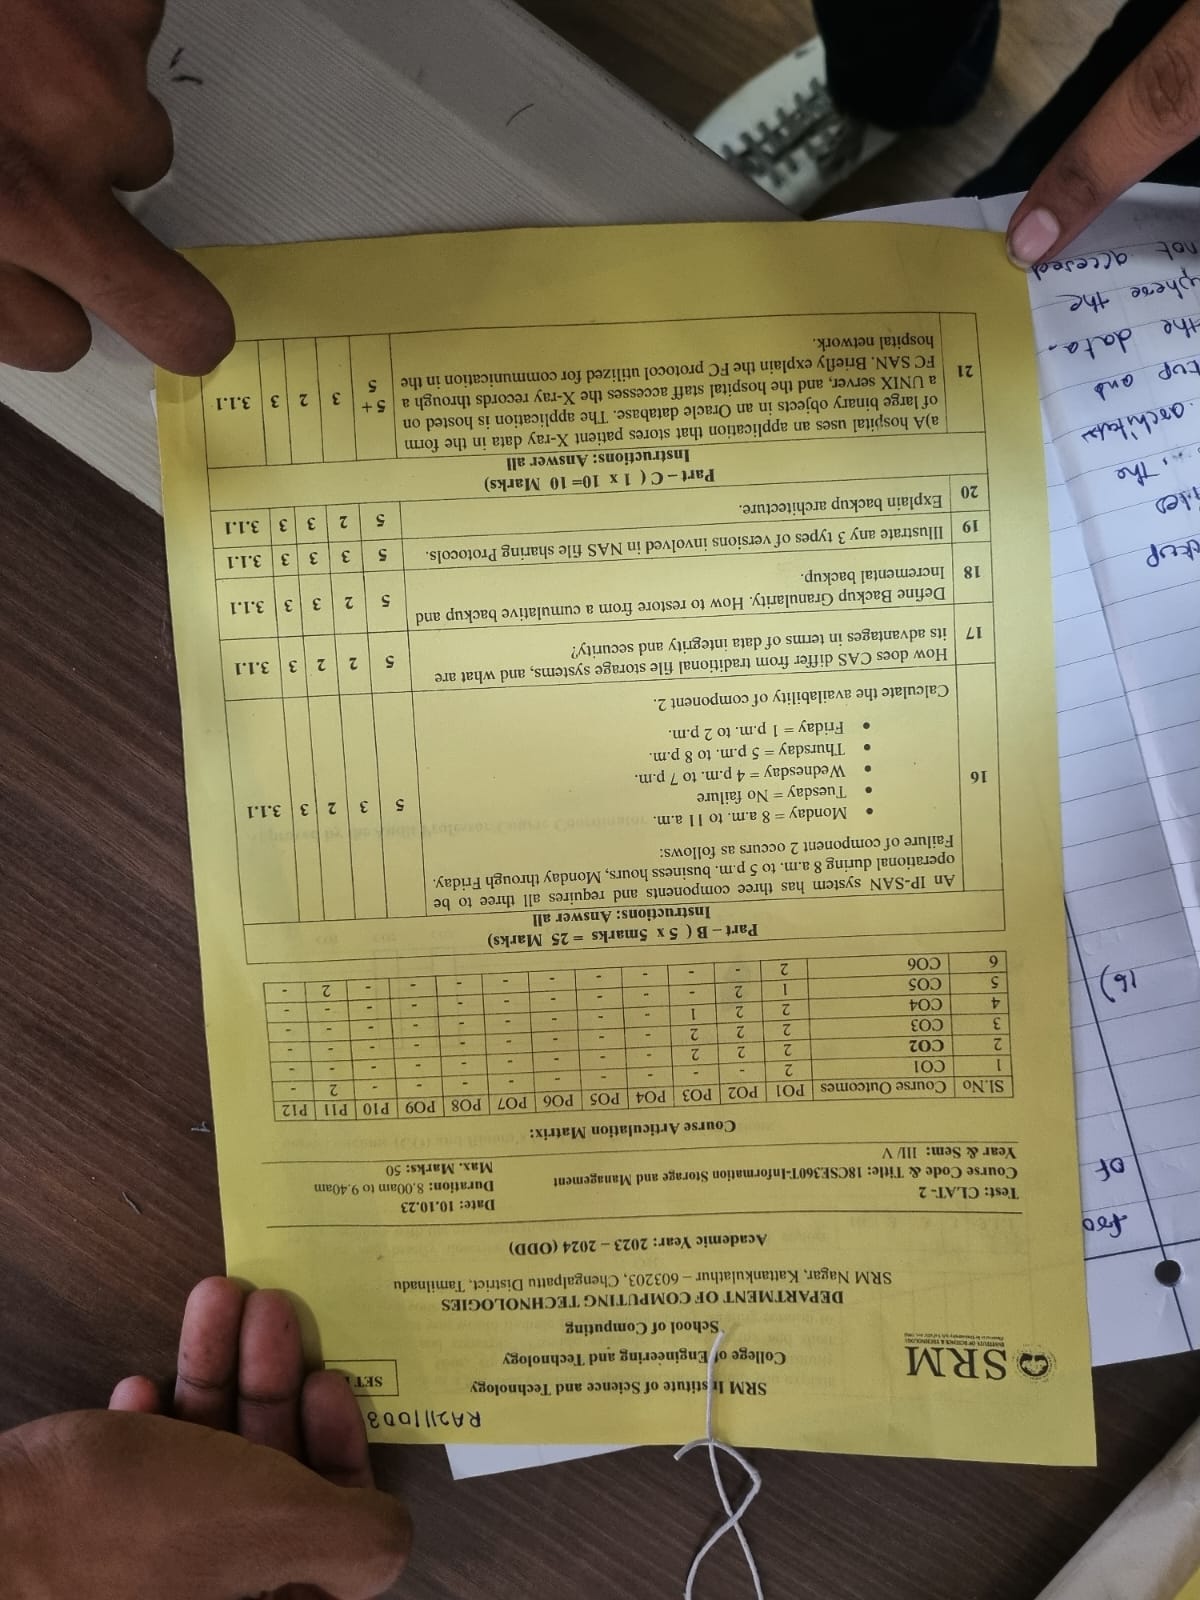 RA2111003
SRM
INSTITUTE OF SCIENCE & TECHNOLOGY
SRM Institute of Science and Technology
College of Engineering and Technology
School of Computing
DEPARTMENT OF COMPUTING TECHNOLOGIES
SRM Nagar, Kattankulathur – 603203, Chengalpattu District, Tamilnadu
SET
Academic Year: 2023 – 2024 (ODD)
Test: CLAT- 2
Course Code & Title: 18CSE360T-Information Storage and Management
Year & Sem: III/ V
Date: 10.10.23
Duration: 8.00am to 9.40am
Max. Marks: 50
Course Articulation Matrix:
Sl.No Course Outcomes PO1 PO2 PO3 PO4 PO5 PO6 PO7 PO8 PO9 P10 P11 P12
1 CO1 2 - - - - - - - - - 2 -
2 CO2 2 2 2 - - - - - - - - -
3 CO3 2 2 2 - - - - - - - - -
4 CO4 2 2 1 - - - - - - - - -
5 CO5 1 2 - - - - - - - - - -
6 CO6 2 - - - - - - - - - 2 -
Part – B ( 5 x 5marks = 25 Marks)
Instructions: Answer all
16 An IP-SAN system has three components and requires all three to be
operational during 8 a.m. to 5 p.m. business hours, Monday through Friday.
Failure of component 2 occurs as follows:
• Monday = 8 a.m. to 11 a.m.
• Tuesday = No failure
• Wednesday = 4 p.m. to 7 p.m.
• Thursday = 5 p.m. to 8 p.m.
• Friday = 1 p.m. to 2 p.m.
Calculate the availability of component 2.
5 3 2 3 3.1.1
17 How does CAS differ from traditional file storage systems, and what are
its advantages in terms of data integrity and security?
5 2 2 3 3.1.1
18 Define Backup Granularity. How to restore from a cumulative backup and
Incremental backup.
5 2 3 3 3.1.1
19 Illustrate any 3 types of versions involved in NAS file sharing Protocols. 5 3 3 3 3.1.1
20 Explain backup architecture. 5 2 3 3 3.1.1
Part – C ( 1 x 10= 10 Marks)
Instructions: Answer all
21 a)A hospital uses an application that stores patient X-ray data in the form
of large binary objects in an Oracle database. The application is hosted on
a UNIX server, and the hospital staff accesses the X-ray records through a
FC SAN. Briefly explain the FC protocol utilized for communication in the
hospital network.
5 + 5 3 2 3 3.1.1
fro
of
16)
the
and
the data.
where the
not accesed